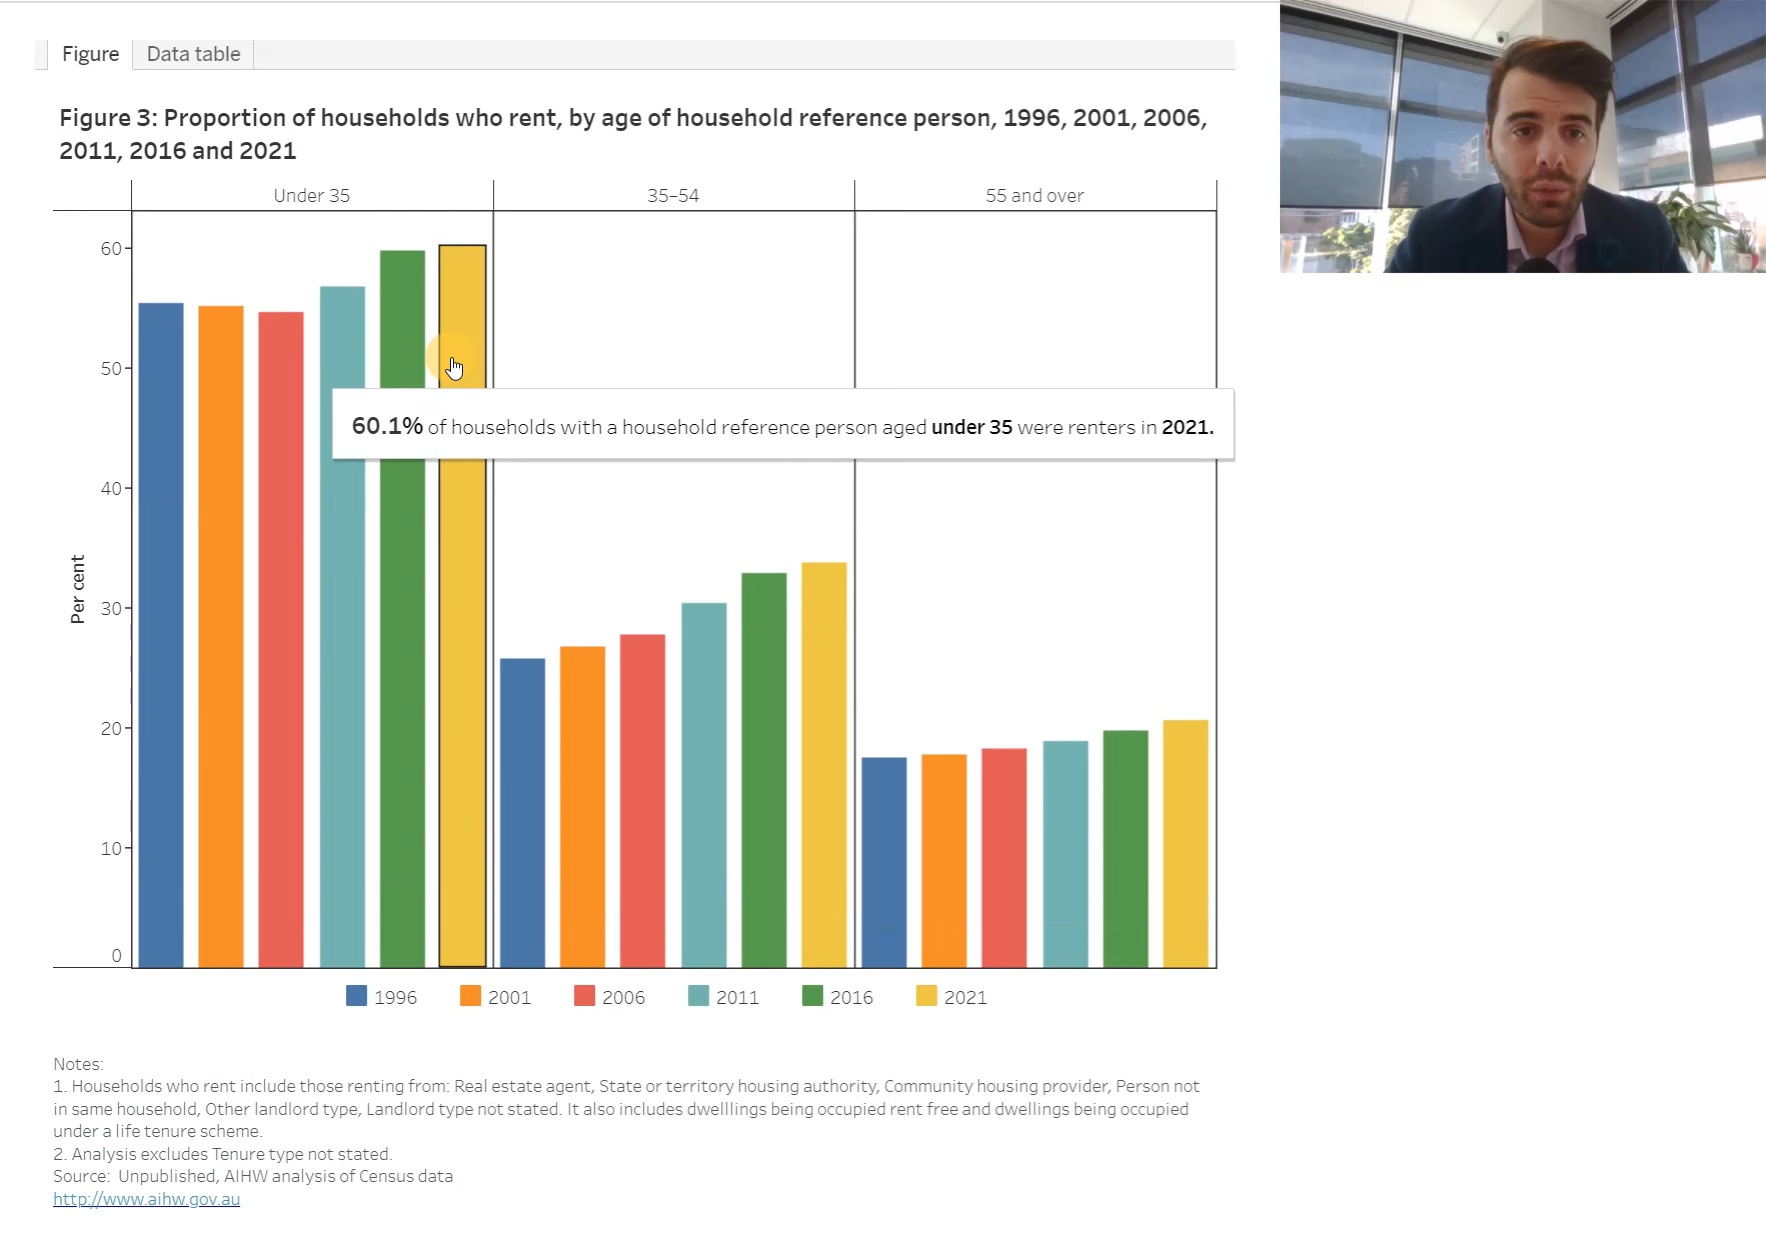 Figure
Data table
Figure 3: Proportion of households who rent, by age of household reference person, 1996, 2001, 2006,
2011, 2016 and 2021
Under 35
35–54
55 and over
60
50
40
30
20
10
0
Per cent
60.1% of households with a household reference person aged under 35 were renters in 2021.
1996
2001
2006
2011
2016
2021
Notes:
1. Households who rent include those renting from: Real estate agent, State or territory housing authority, Community housing provider, Person not
in same household, Other landlord type, Landlord type not stated. It also includes dwelllings being occupied rent free and dwellings being occupied
under a life tenure scheme.
2. Analysis excludes Tenure type not stated.
Source: Unpublished, AIHW analysis of Census data
http://www.aihw.gov.au